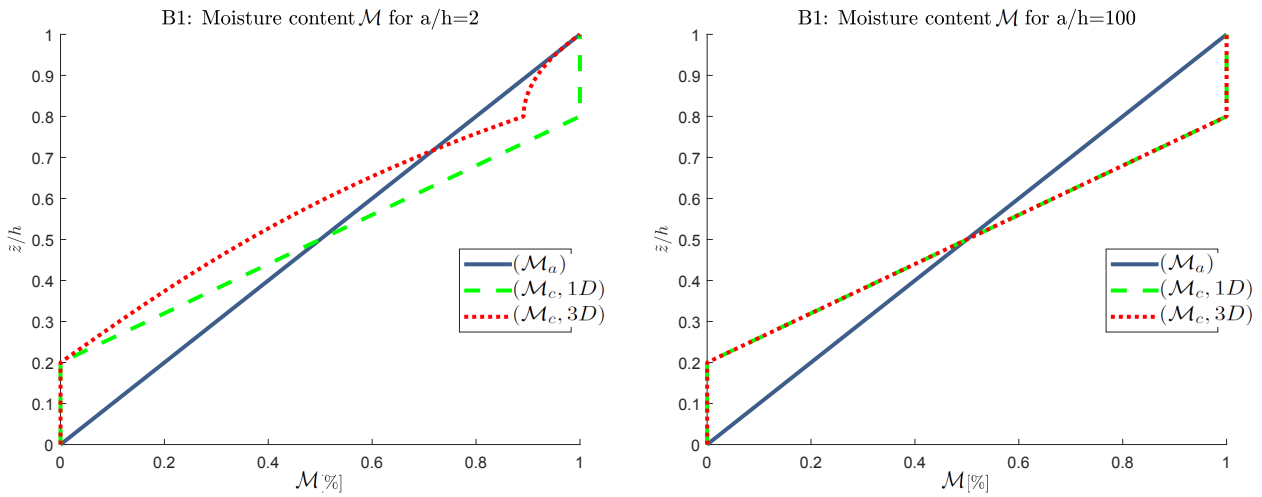 B1: Moisture content ℳ for a/h=2
1
0.9
0.8
0.7
0.6
0.5
0.4
0.3
0.2
0.1
0
z̃/h
(ℳa)
(ℳc, 1D)
(ℳc, 3D)
0 0.2 0.4 0.6 0.8 1
ℳ[%]
B1: Moisture content ℳ for a/h=100
1
0.9
0.8
0.7
0.6
0.5
0.4
0.3
0.2
0.1
0
z̃/h
(ℳa)
(ℳc, 1D)
(ℳc, 3D)
0 0.2 0.4 0.6 0.8 1
ℳ[%]